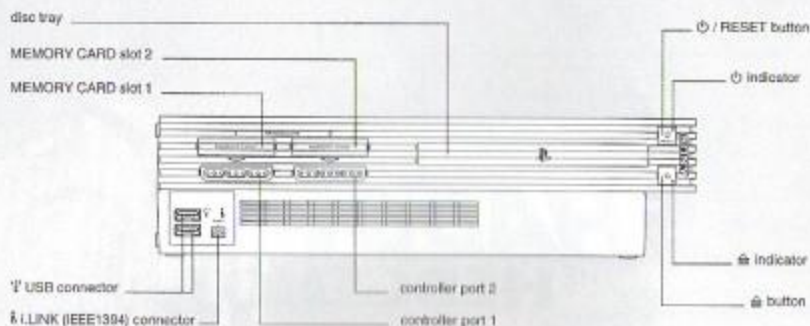 disc tray
⏻ / RESET button
MEMORY CARD slot 2
⏻ indicator
MEMORY CARD slot 1
USB connector
controller port 2
⏏ indicator
i.LINK (IEEE1394) connector
controller port 1
⏏ button